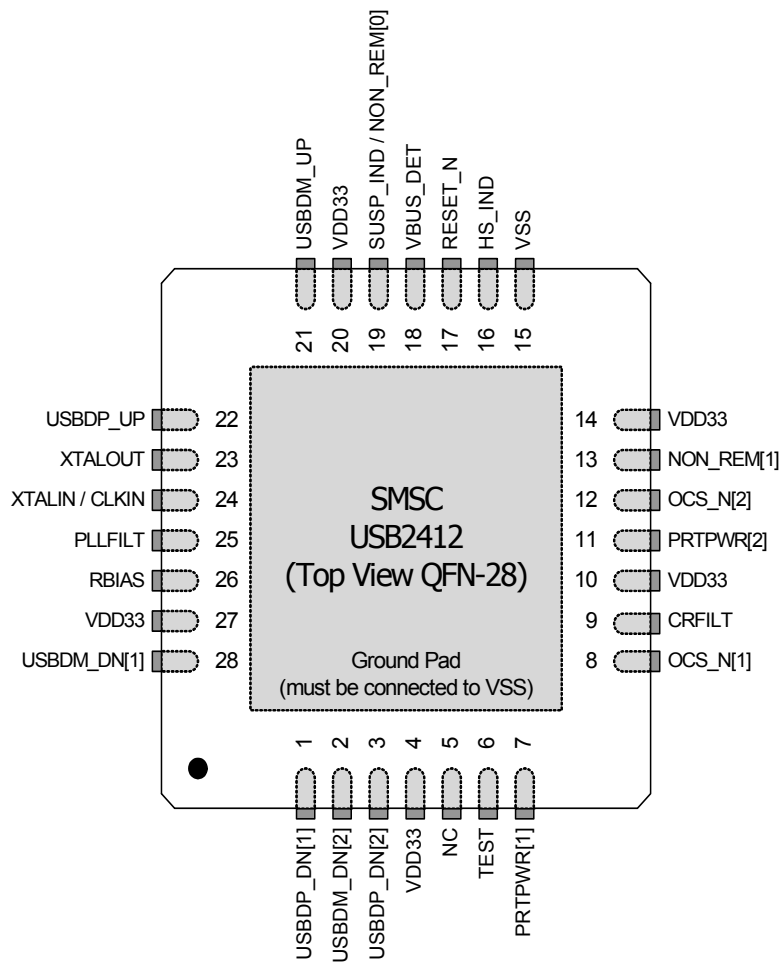 USBDM_UP
VDD33
SUSP_IND / NON_REM[0]
VBUS_DET
RESET_N
HS_IND
VSS
21
20
19
18
17
16
15
USBDP_UP 22
XTALOUT 23
XTALIN / CLKIN 24
PLLFILT 25
RBIAS 26
VDD33 27
USBDM_DN[1] 28
SMSC
USB2412
(Top View QFN-28)
Ground Pad
(must be connected to VSS)
14 VDD33
13 NON_REM[1]
12 OCS_N[2]
11 PRTPWR[2]
10 VDD33
9 CRFILT
8 OCS_N[1]
1
2
3
4
5
6
7
USBDP_DN[1]
USBDM_DN[2]
USBDP_DN[2]
VDD33
NC
TEST
PRTPWR[1]